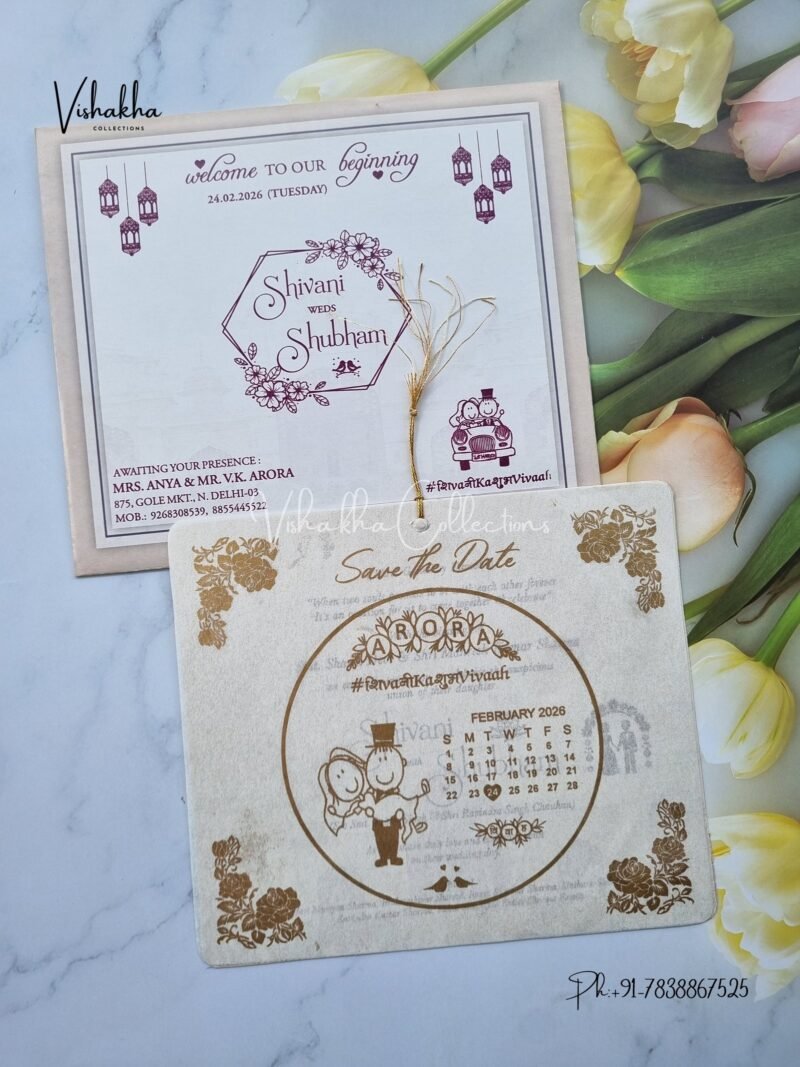 Vishakha
COLLECTIONS
welcome TO OUR beginning
24.02.2026 (TUESDAY)
Shivani
WEDS
Shubham
AWAITING YOUR PRESENCE :
MRS. ANYA & MR. V.K. ARORA
875, GOLE MKT., N. DELHI-03
MOB.: 9268308539, 8855445522
#शिवानीKaशुभVivaah
Vishakha Collections
Save the Date
ARORA
#शिवानीKaशुभVivaah
FEBRUARY 2026
S M T W T F S
1 2 3 4 5 6 7
8 9 10 11 12 13 14
15 16 17 18 19 20 21
22 23 24 25 26 27 28
विवाह
Shivani
Ph:+91-7838867525